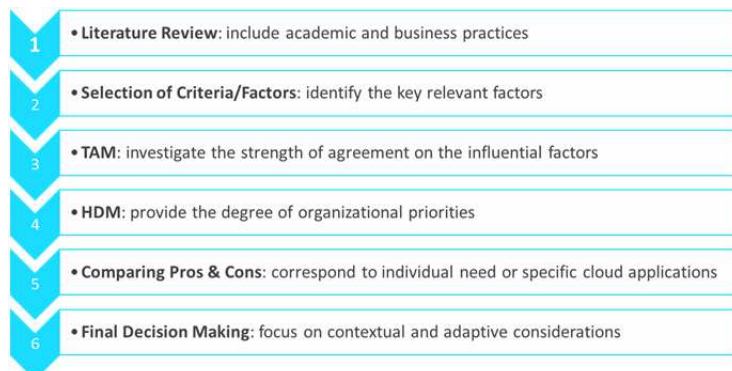 1
• Literature Review: include academic and business practices
2
• Selection of Criteria/Factors: identify the key relevant factors
3
• TAM: investigate the strength of agreement on the influential factors
4
• HDM: provide the degree of organizational priorities
5
• Comparing Pros & Cons: correspond to individual need or specific cloud applications
6
• Final Decision Making: focus on contextual and adaptive considerations